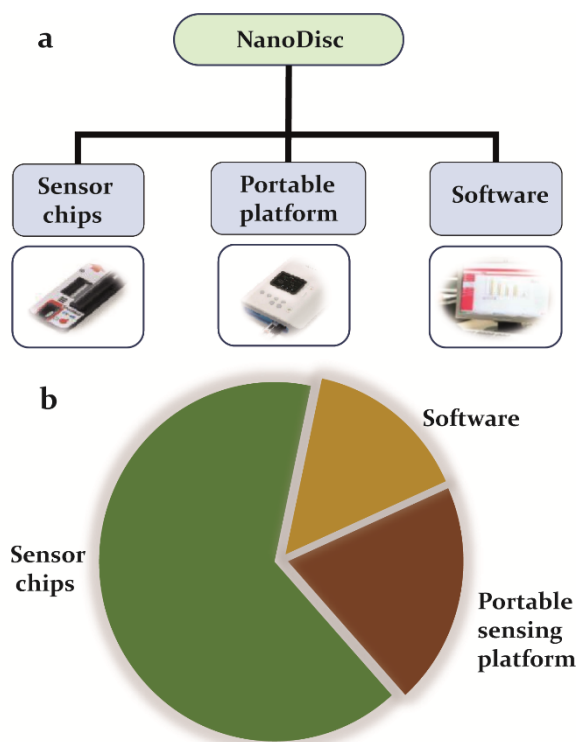 a
NanoDisc
Sensor
chips
Portable
platform
Software
b
Software
Sensor
chips
Portable
sensing
platform